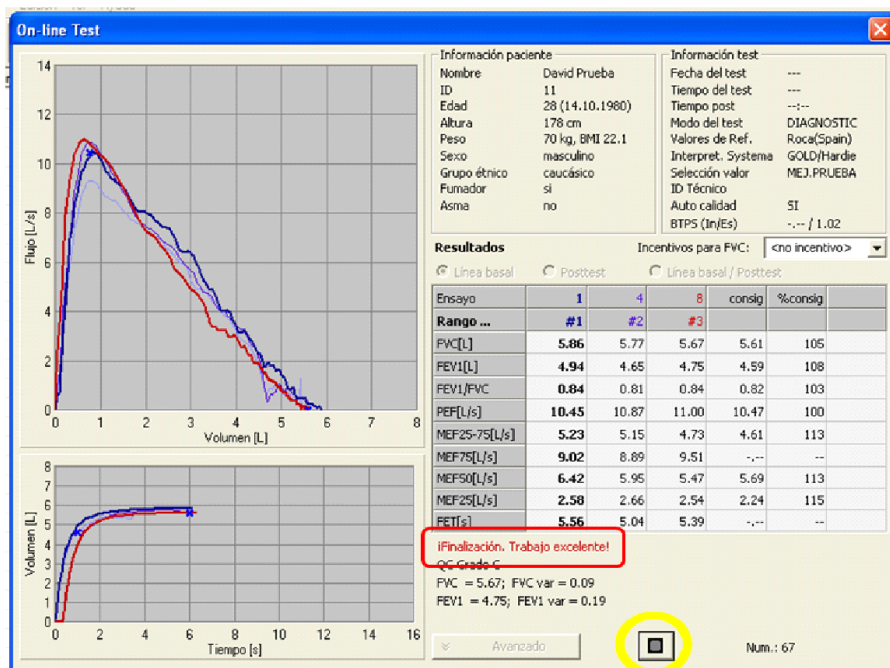 On-line Test
14
12
10
8
6
4
2
0
Flujo [L/s]
0 1 2 3 4 5 6 7 8
Volumen [L]
8
7
6
5
4
3
2
1
0
Volumen [L]
0 2 4 6 8 10 12 14 16
Tiempo [s]
Información paciente
Nombre David Prueba
ID 11
Edad 28 (14.10.1980)
Altura 178 cm
Peso 70 kg, BMI 22.1
Sexo masculino
Grupo étnico caucásico
Fumador si
Asma no
Información test
Fecha del test ---
Tiempo del test ---
Tiempo post --:--
Modo del test DIAGNOSTIC
Valores de Ref. Roca(Spain)
Interpret. Systema GOLD/Hardie
Selección valor MEJ.PRUEBA
ID Técnico
Auto calidad SI
BTPS (In/Es) -.-- / 1.02
Resultados Incentivos para FVC: <no incentivo>
Línea basal Posttest Línea basal / Posttest
Ensayo 1 4 8 consig %consig
Rango ... #1 #2 #3
FVC[L] 5.86 5.77 5.67 5.61 105
FEV1[L] 4.94 4.65 4.75 4.59 108
FEV1/FVC 0.84 0.81 0.84 0.82 103
PEF[L/s] 10.45 10.87 11.00 10.47 100
MEF25-75[L/s] 5.23 5.15 4.73 4.61 113
MEF75[L/s] 9.02 8.89 9.51 -.-- --
MEF50[L/s] 6.42 5.95 5.47 5.69 113
MEF25[L/s] 2.58 2.66 2.54 2.24 115
FET[s] 5.56 5.04 5.39 -.-- --
¡Finalización. Trabajo excelente!
QC Grado C
FVC = 5.67; FVC var = 0.09
FEV1 = 4.75; FEV1 var = 0.19
Avanzado
Num.: 67